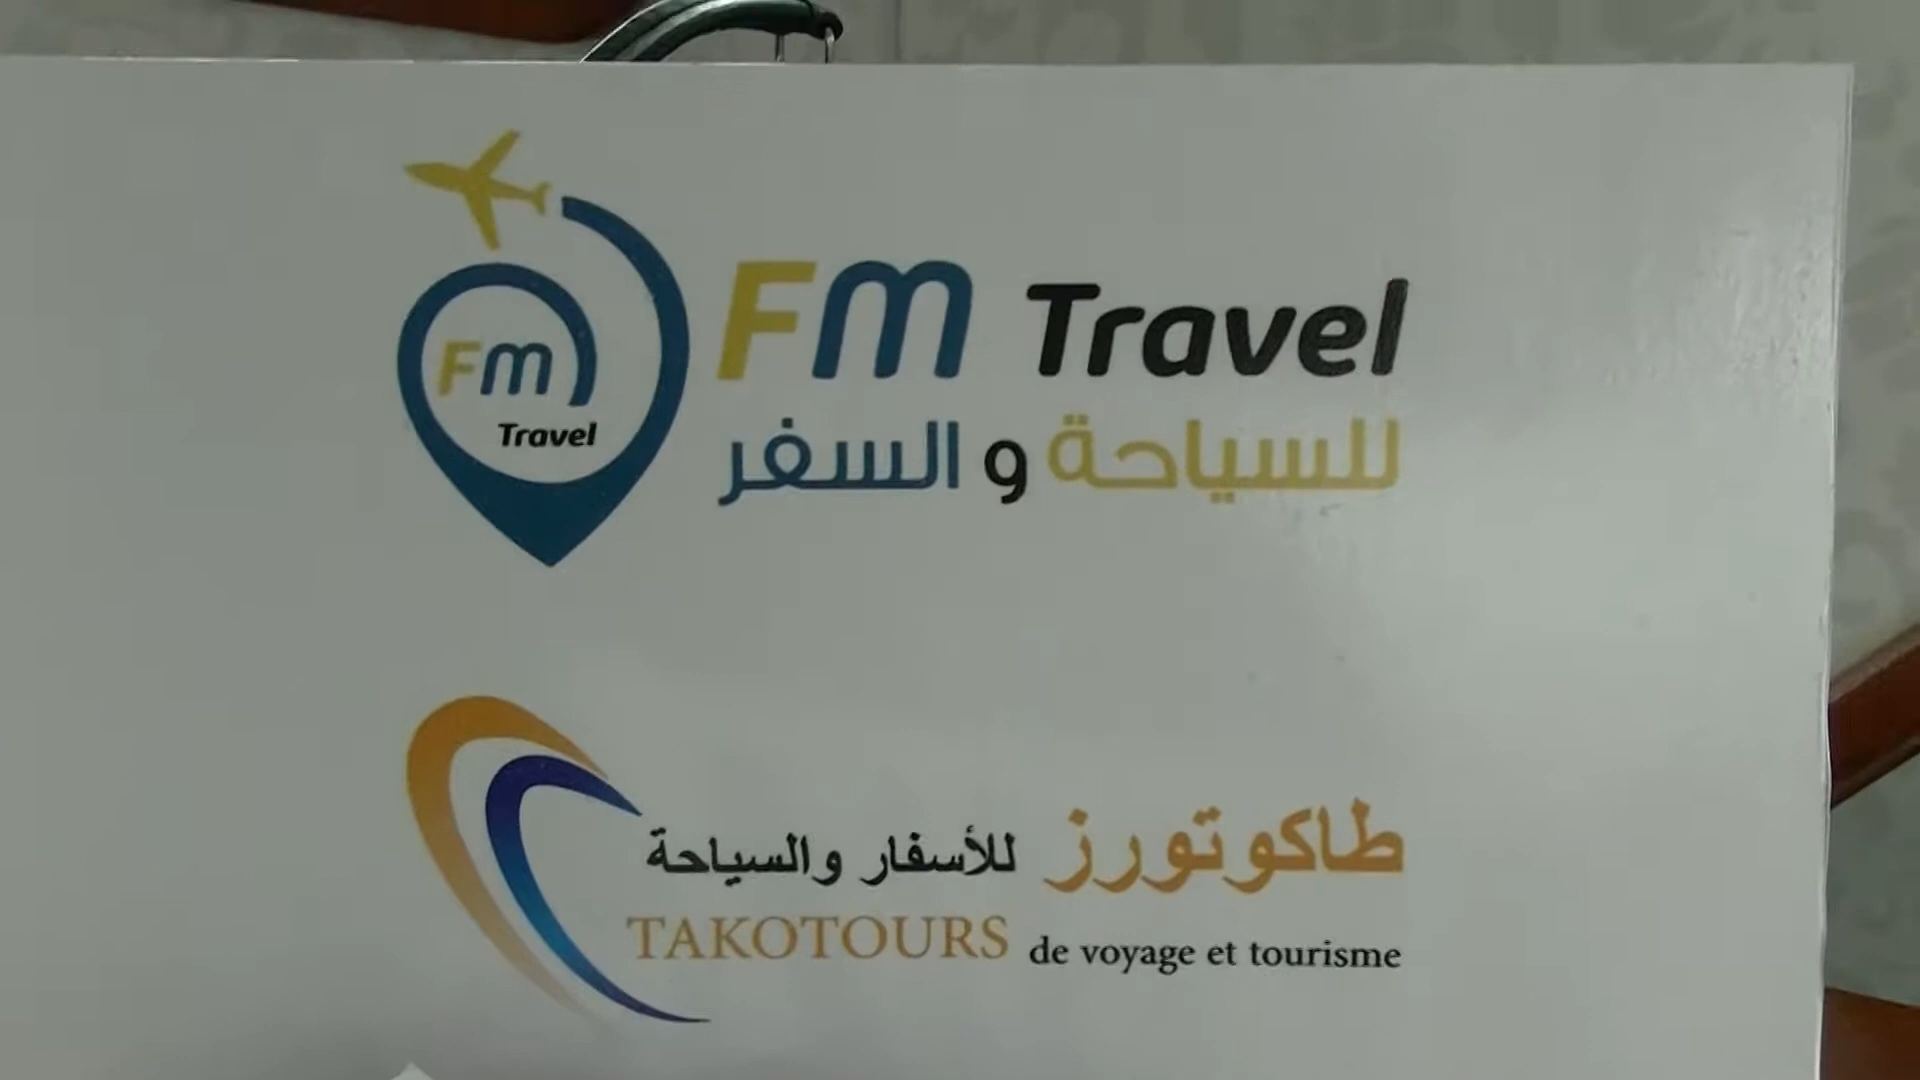 Fm
Travel
Fm Travel
للسياحة و السفر
طاكوتورز للأسفار والسياحة
TAKOTOURS de voyage et tourisme